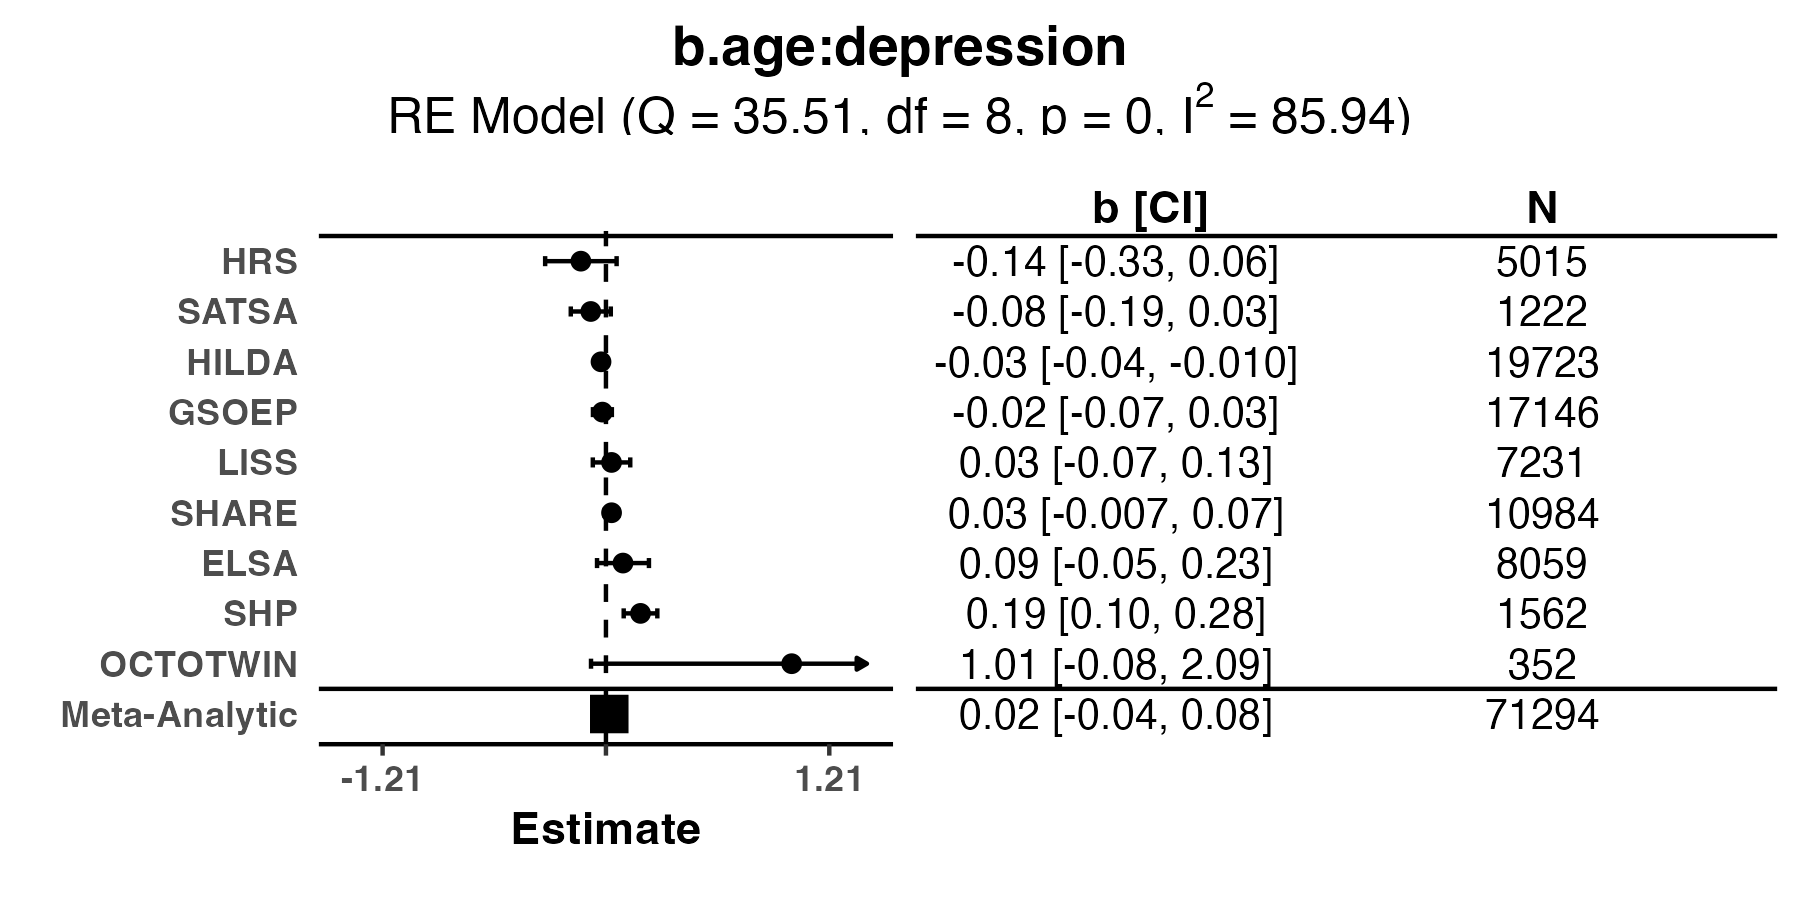 b.age:depression
RE Model (Q = 35.51, df = 8, p = 0, I² = 85.94)
b [CI] N
HRS -0.14 [-0.33, 0.06] 5015
SATSA -0.08 [-0.19, 0.03] 1222
HILDA -0.03 [-0.04, -0.010] 19723
GSOEP -0.02 [-0.07, 0.03] 17146
LISS 0.03 [-0.07, 0.13] 7231
SHARE 0.03 [-0.007, 0.07] 10984
ELSA 0.09 [-0.05, 0.23] 8059
SHP 0.19 [0.10, 0.28] 1562
OCTOTWIN 1.01 [-0.08, 2.09] 352
Meta-Analytic 0.02 [-0.04, 0.08] 71294
-1.21 1.21
Estimate